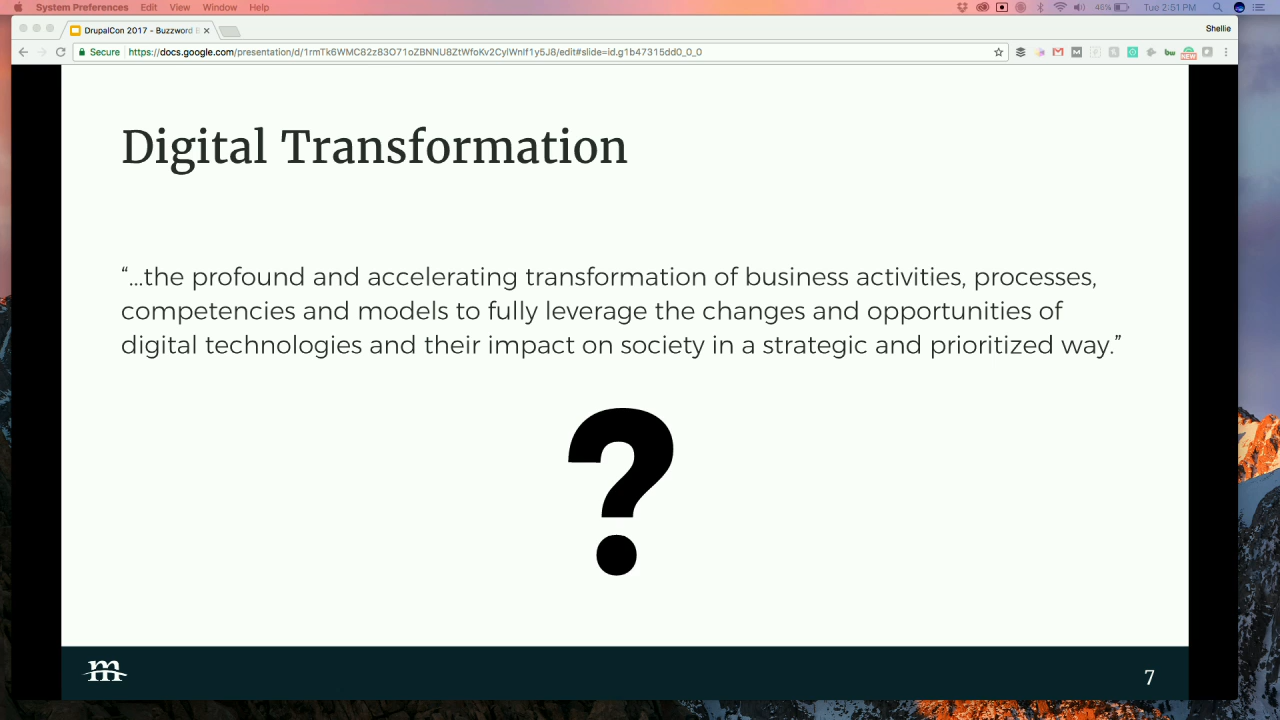 System Preferences Edit View Window Help
46% Tue 2:51 PM
DrupalCon 2017 - Buzzword B
Shellie
Secure https://docs.google.com/presentation/d/1rmTk6WMC82z83O71oZBNNU8ZtWfoKv2CylWnIf1y5J8/edit#slide=id.g1b47315dd0_0_0
NEW
Digital Transformation
“...the profound and accelerating transformation of business activities, processes,
competencies and models to fully leverage the changes and opportunities of
digital technologies and their impact on society in a strategic and prioritized way.”
?
m
7